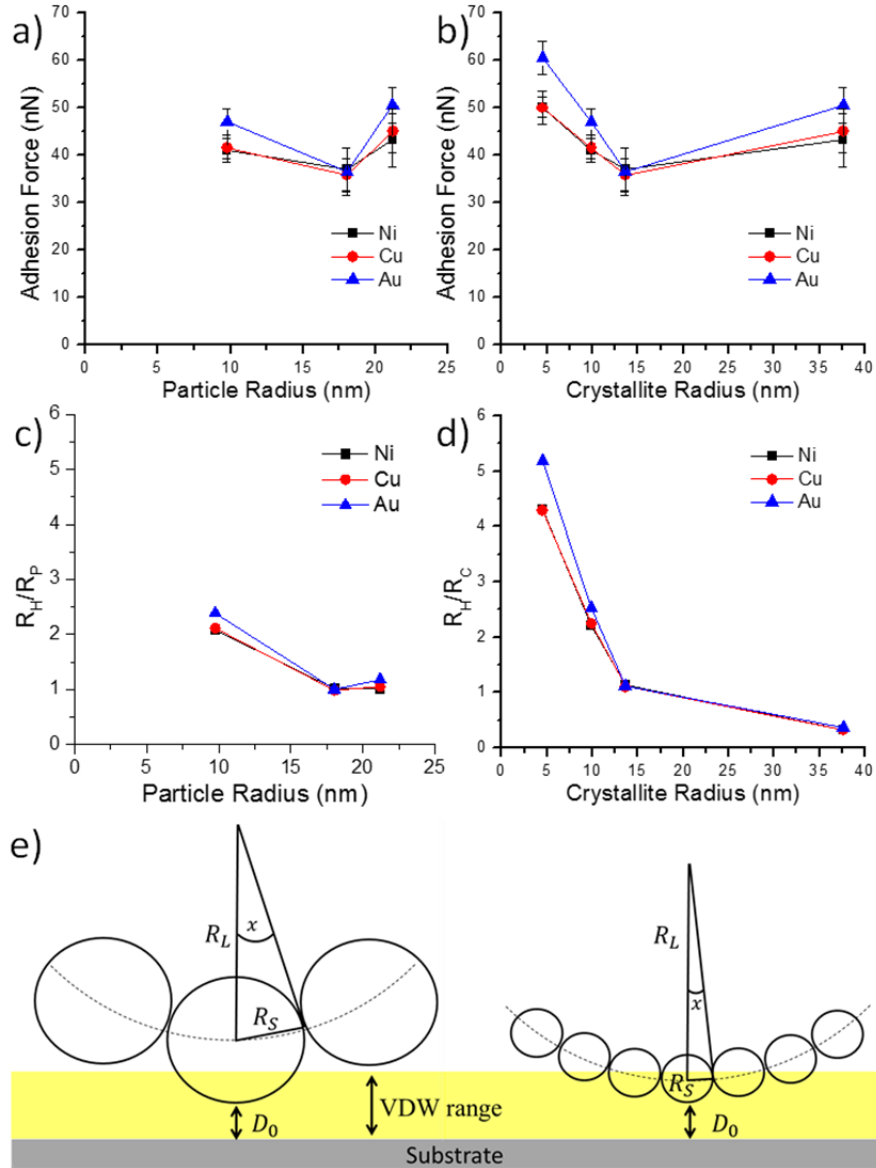 a)
Adhesion Force (nN)
70
60
50
40
30
20
10
0
Ni
Cu
Au
0 5 10 15 20 25
Particle Radius (nm)
b)
Adhesion Force (nN)
70
60
50
40
30
20
10
0
Ni
Cu
Au
0 5 10 15 20 25 30 35 40
Crystallite Radius (nm)
c)
R_H/R_P
6
5
4
3
2
1
0
Ni
Cu
Au
0 5 10 15 20 25
Particle Radius (nm)
d)
R_H/R_C
6
5
4
3
2
1
0
Ni
Cu
Au
0 5 10 15 20 25 30 35 40
Crystallite Radius (nm)
e)
R_L
x
R_S
D_0
VDW range
R_L
x
R_S
D_0
Substrate